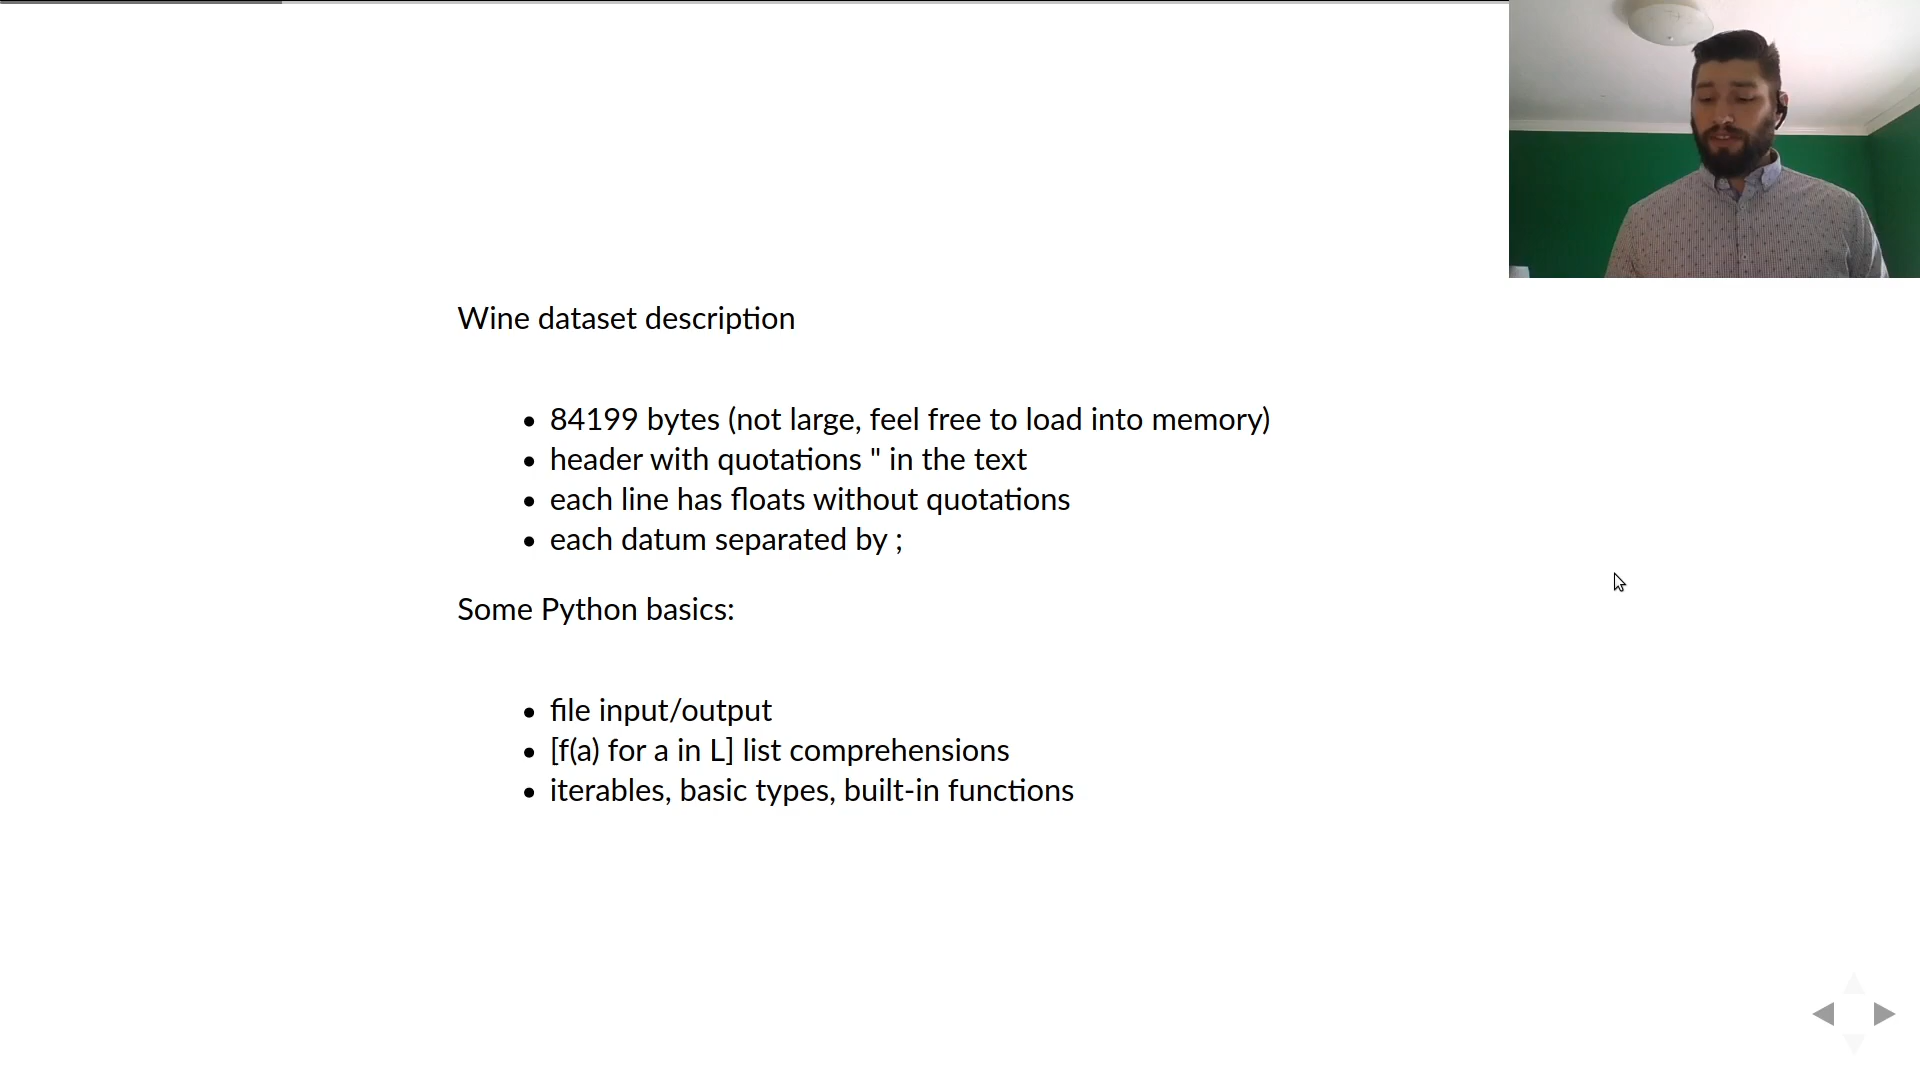 Wine dataset description
• 84199 bytes (not large, feel free to load into memory)
• header with quotations " in the text
• each line has floats without quotations
• each datum separated by ;
Some Python basics:
• file input/output
• [f(a) for a in L] list comprehensions
• iterables, basic types, built-in functions